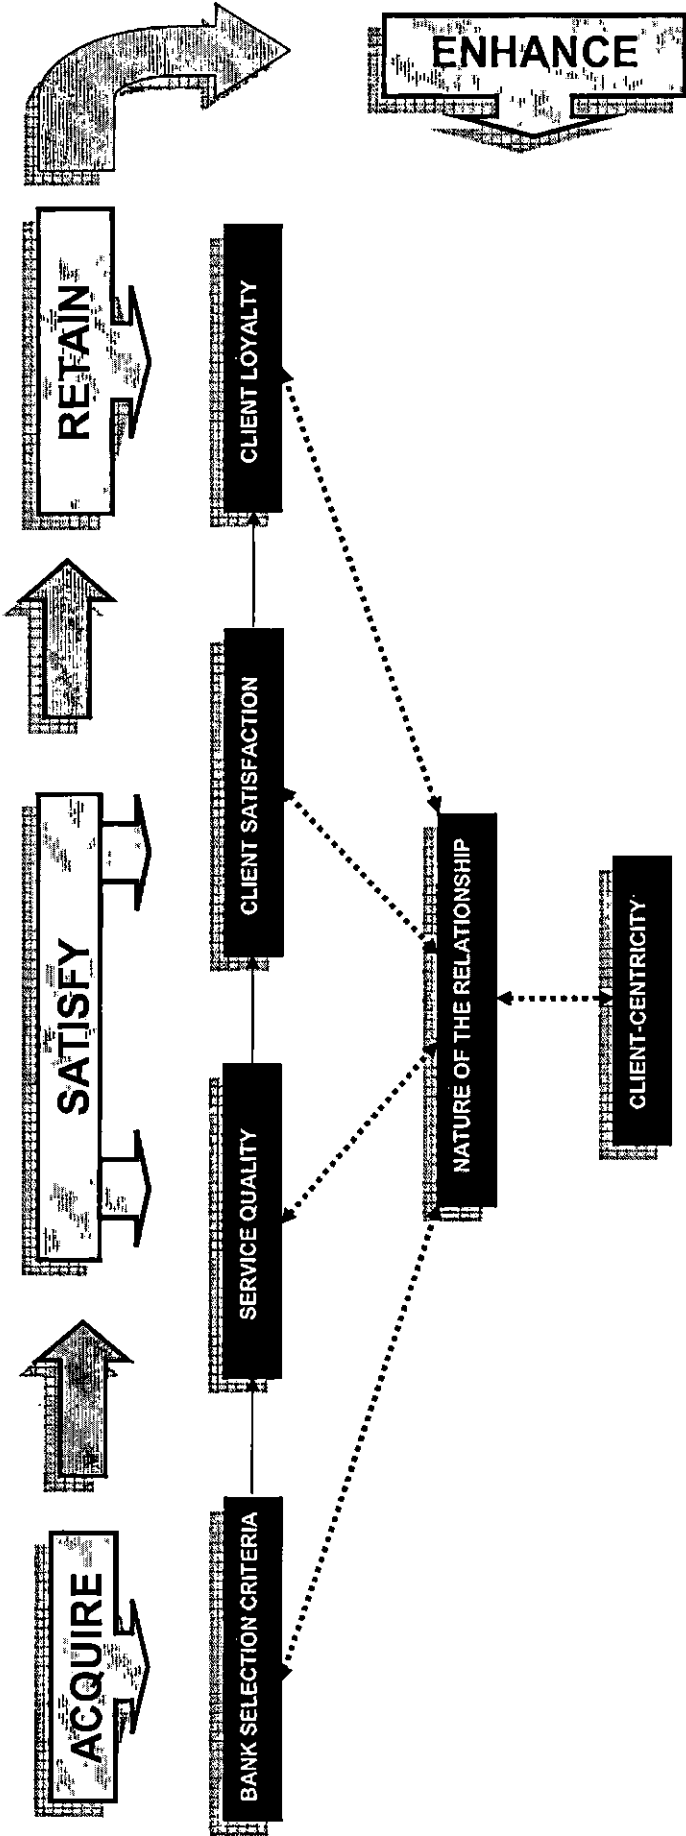 ACQUIRE
SATISFY
RETAIN
ENHANCE
BANK SELECTION CRITERIA
SERVICE QUALITY
CLIENT SATISFACTION
CLIENT LOYALTY
NATURE OF THE RELATIONSHIP
CLIENT-CENTRICITY